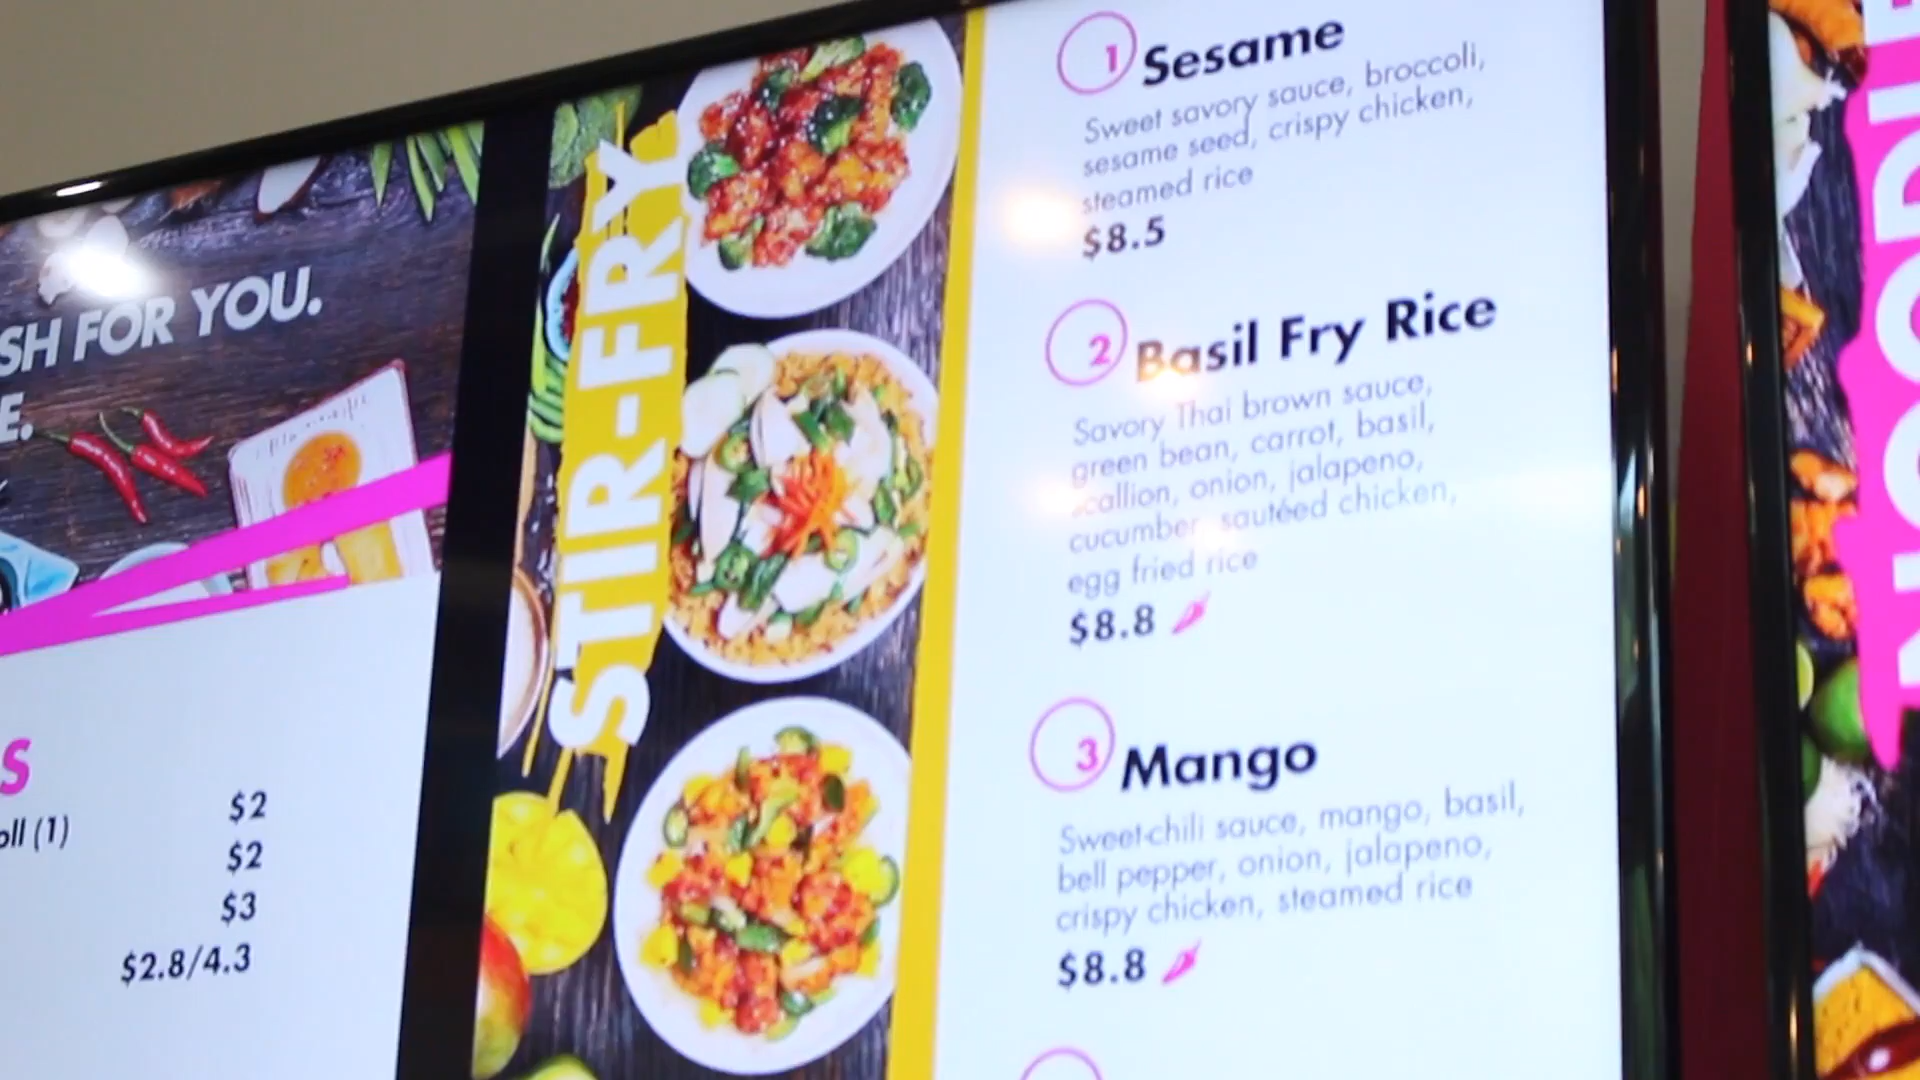 SH FOR YOU.
E.
S
$2
oll (1)
$2
$3
$2.8/4.3
STIR-FRY
1 Sesame
Sweet savory sauce, broccoli,
sesame seed, crispy chicken,
steamed rice
$8.5
2 Basil Fry Rice
Savory Thai brown sauce,
green bean, carrot, basil,
scallion, onion, jalapeno,
cucumber, sautéed chicken,
egg fried rice
$8.8
3 Mango
Sweet-chili sauce, mango, basil,
bell pepper, onion, jalapeno,
crispy chicken, steamed rice
$8.8